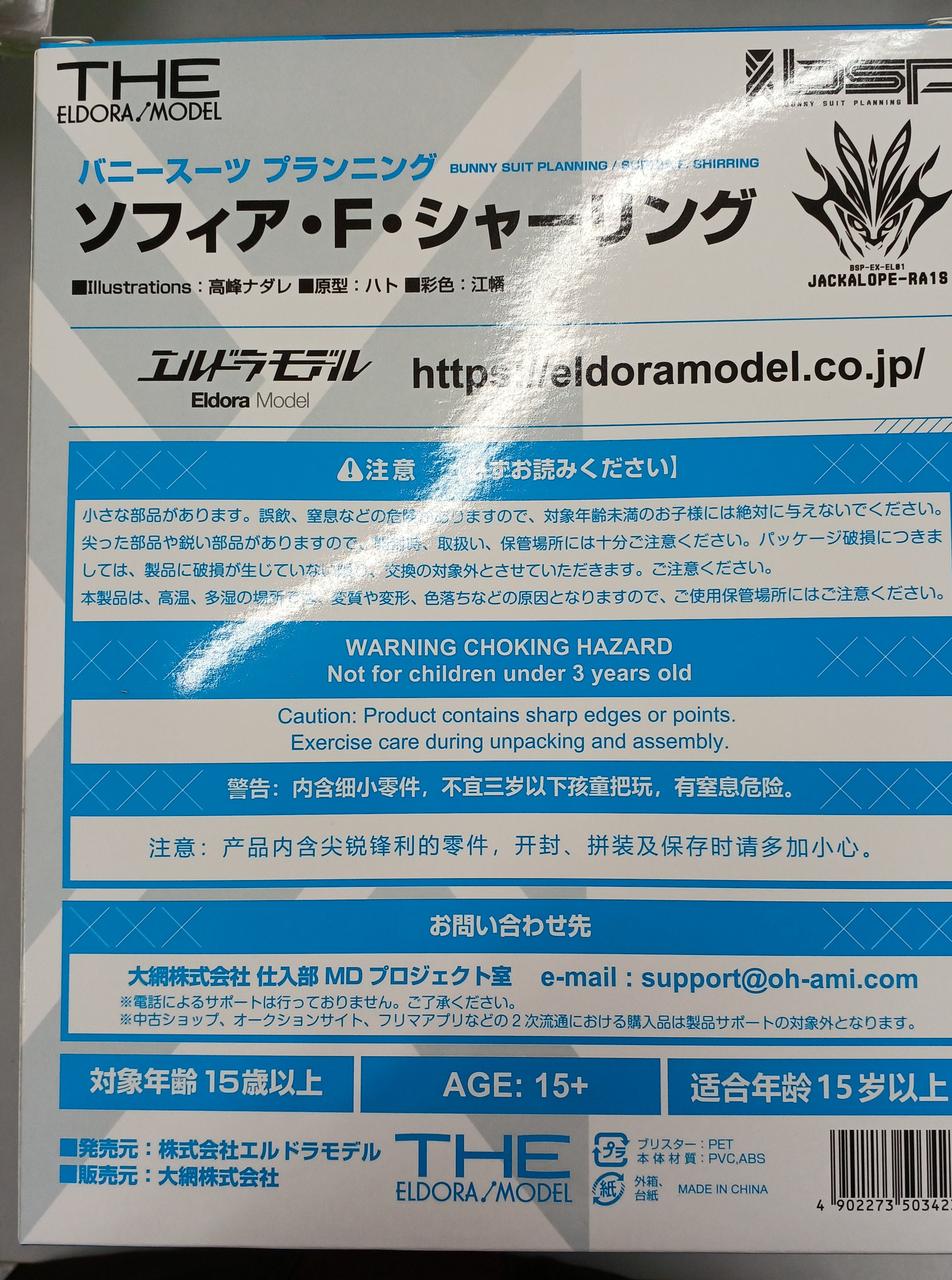 THE
ELDORA MODEL
bsp
BUNNY SUIT PLANNING
バニースーツ プランニング BUNNY SUIT PLANNING / F. SHIRRING
ソフィア・F・シャーリング
■Illustrations：高峰ナダレ ■原型：ハト ■彩色：江幡
BSP-EX-EL01
JACKALOPE-RA1S
エルドラモデル
Eldora Model
https://eldoramodel.co.jp/
注意 お読みください】
小さな部品があります。誤飲、窒息などの危険がありますので、対象年齢未満のお子様には絶対に与えないでください。
尖った部品や鋭い部品がありますので、取扱い、保管場所には十分ご注意ください。パッケージ破損につきま
しては、製品に破損が生じていない限り、交換の対象外とさせていただきます。ご注意ください。
本製品は、高温、多湿の場所では、変質や変形、色落ちなどの原因となりますので、ご使用保管場所にはご注意ください。
WARNING CHOKING HAZARD
Not for children under 3 years old
Caution: Product contains sharp edges or points.
Exercise care during unpacking and assembly.
警告：内含细小零件，不宜三岁以下孩童把玩，有窒息危险。
注意：产品内含尖锐锋利的零件，开封、拼装及保存时请多加小心。
お問い合わせ先
大網株式会社 仕入部 MD プロジェクト室 e-mail : support@oh-ami.com
※電話によるサポートは行っておりません。ご了承ください。
※中古ショップ、オークションサイト、フリマアプリなどの2次流通における購入品は製品サポートの対象外となります。
対象年齢 15歳以上
AGE: 15+
适合年龄15岁以上
■発売元：株式会社エルドラモデル
■販売元：大網株式会社
THE
ELDORA MODEL
プラ
ブリスター：PET
本体材質：PVC,ABS
紙
外箱、
台紙
MADE IN CHINA
4 902273 50342